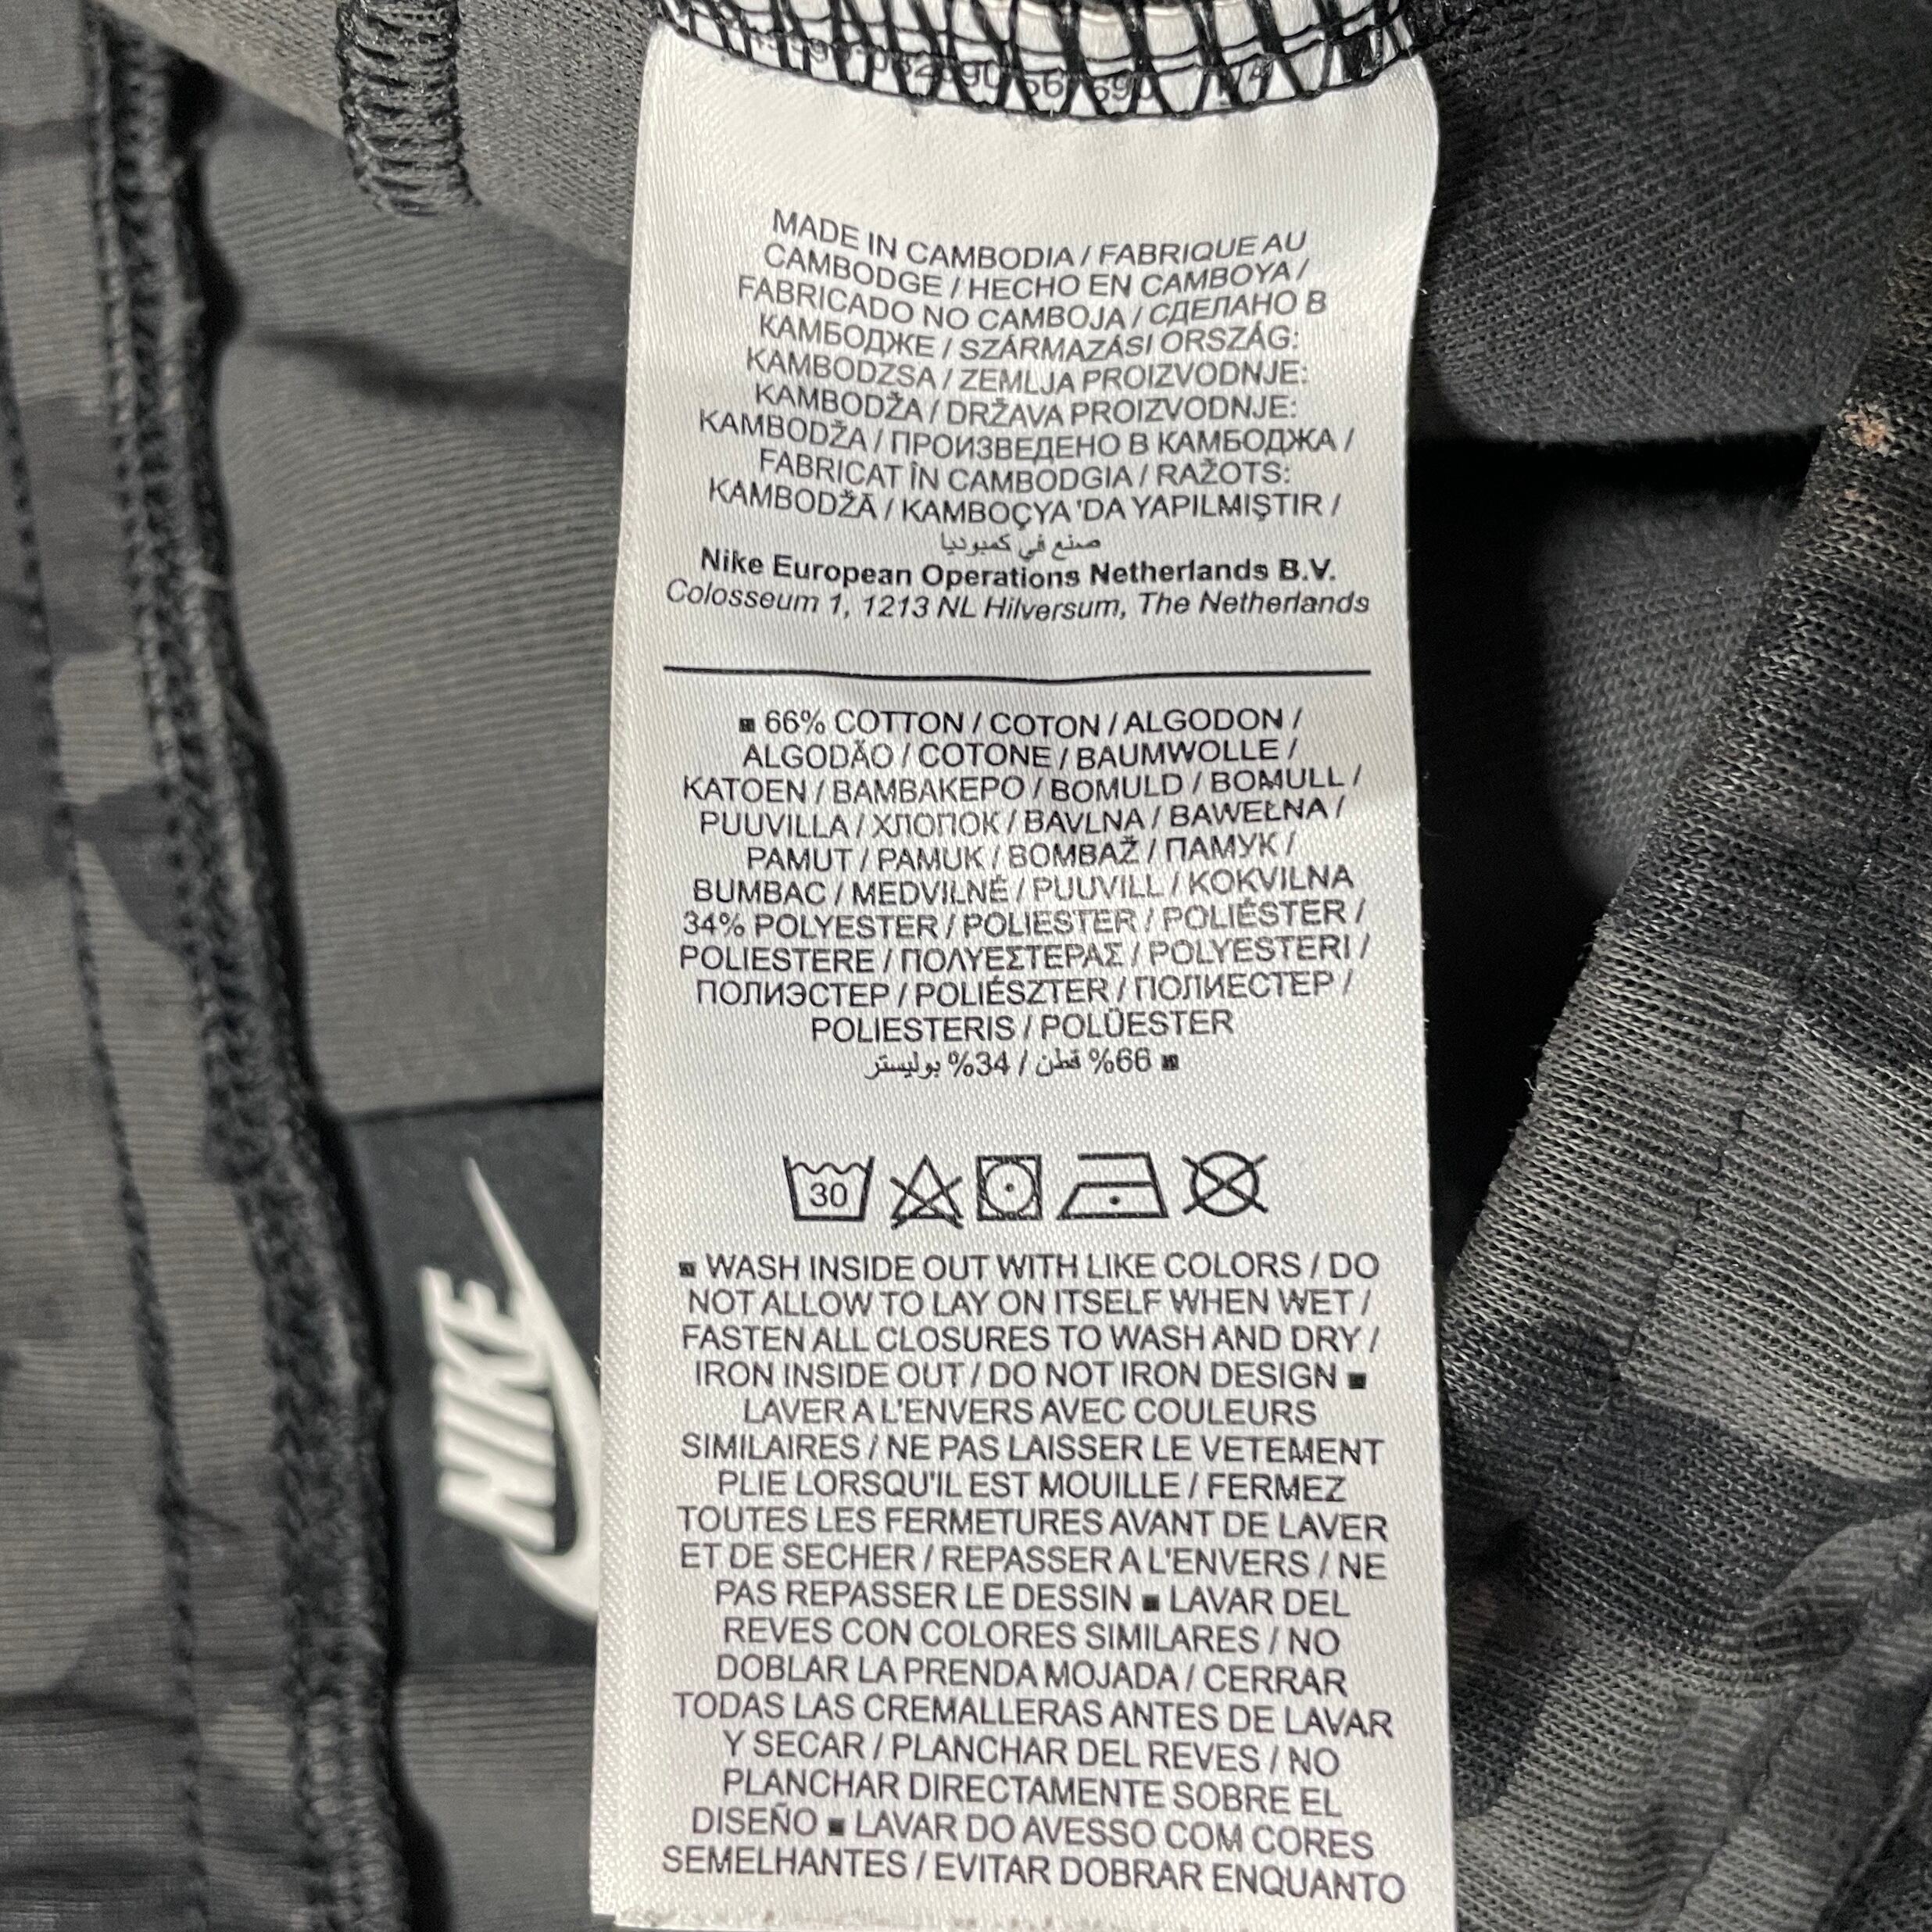 MADE IN CAMBODIA / FABRIQUE AU
CAMBODGE / HECHO EN CAMBOYA /
FABRICADO NO CAMBOJA / СДЕЛАНО В
КАМБОДЖЕ / SZÁRMAZÁSI ORSZÁG:
KAMBODZSA / ZEMLJA PROIZVODNJE:
KAMBODŽA / DRŽAVA PROIZVODNJE:
KAMBODŽA / ПРОИЗВЕДЕНО В КАМБОДЖА /
FABRICAT ÎN CAMBODGIA / RAŽOTS:
KAMBODŽĀ / KAMBOÇYA 'DA YAPILMIŞTIR /
صنع في كمبوديا
Nike European Operations Netherlands B.V.
Colosseum 1, 1213 NL Hilversum, The Netherlands
■ 66% COTTON / COTON / ALGODON /
ALGODÃO / COTONE / BAUMWOLLE /
KATOEN / ΒΑΜΒΑΚΕΡΟ / BOMULD / BOMULL /
PUUVILLA / ХЛОПОК / BAVLNA / BAWEŁNA /
PAMUT / PAMUK / BOMBAŽ / ПАМУК /
BUMBAC / MEDVILNĖ / PUUVILL / KOKVILNA
34% POLYESTER / POLIESTER / POLIÉSTER /
POLIESTERE / ΠΟΛΥΕΣΤΕΡΑΣ / POLYESTERI /
ПОЛИЭСТЕР / POLIÉSZTER / ПОЛИЕСТЕР /
POLIESTERIS / POLÜESTER
■ 66% قطن / 34% بوليستر
30
■ WASH INSIDE OUT WITH LIKE COLORS / DO
NOT ALLOW TO LAY ON ITSELF WHEN WET /
FASTEN ALL CLOSURES TO WASH AND DRY /
IRON INSIDE OUT / DO NOT IRON DESIGN ■
LAVER A L'ENVERS AVEC COULEURS
SIMILAIRES / NE PAS LAISSER LE VETEMENT
PLIE LORSQU'IL EST MOUILLE / FERMEZ
TOUTES LES FERMETURES AVANT DE LAVER
ET DE SECHER / REPASSER A L'ENVERS / NE
PAS REPASSER LE DESSIN ■ LAVAR DEL
REVES CON COLORES SIMILARES / NO
DOBLAR LA PRENDA MOJADA / CERRAR
TODAS LAS CREMALLERAS ANTES DE LAVAR
Y SECAR / PLANCHAR DEL REVES / NO
PLANCHAR DIRECTAMENTE SOBRE EL
DISEÑO ■ LAVAR DO AVESSO COM CORES
SEMELHANTES / EVITAR DOBRAR ENQUANTO
NIKE